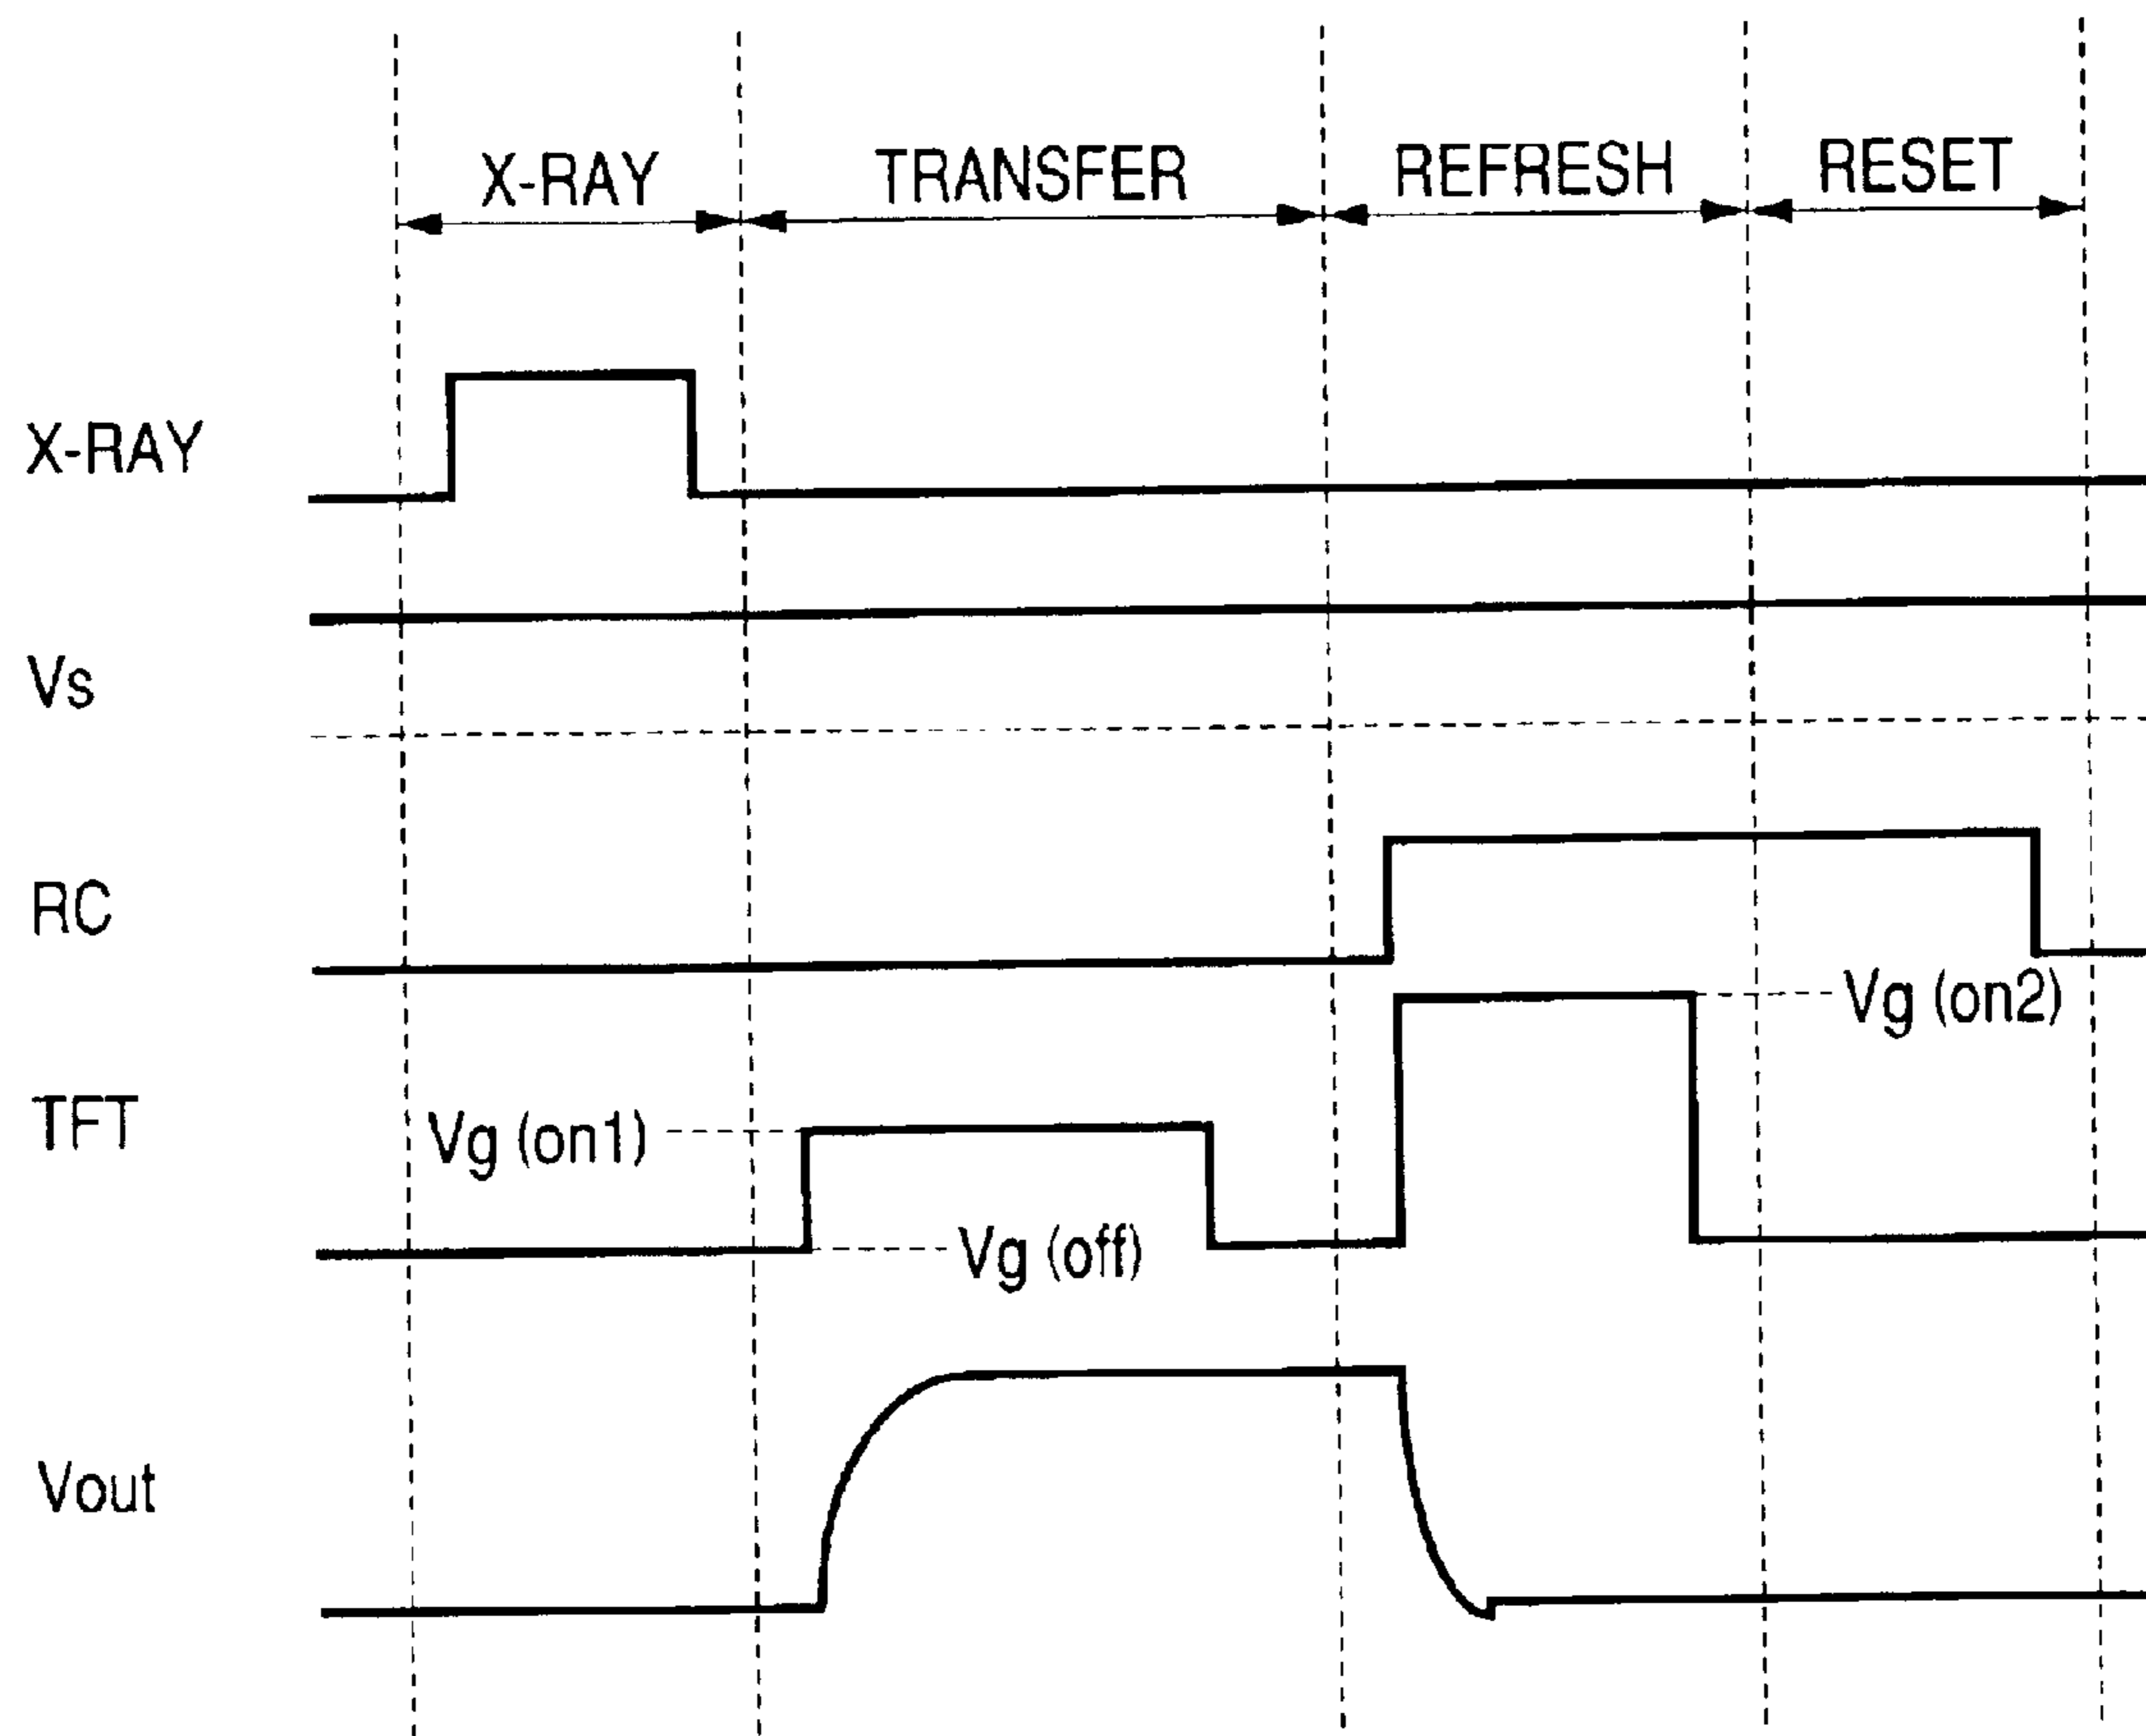 X-RAY TRANSFER REFRESH RESET
X-RAY
Vs
RC
Vg (on2)
TFT
Vg (on1)
Vg (off)
Vout